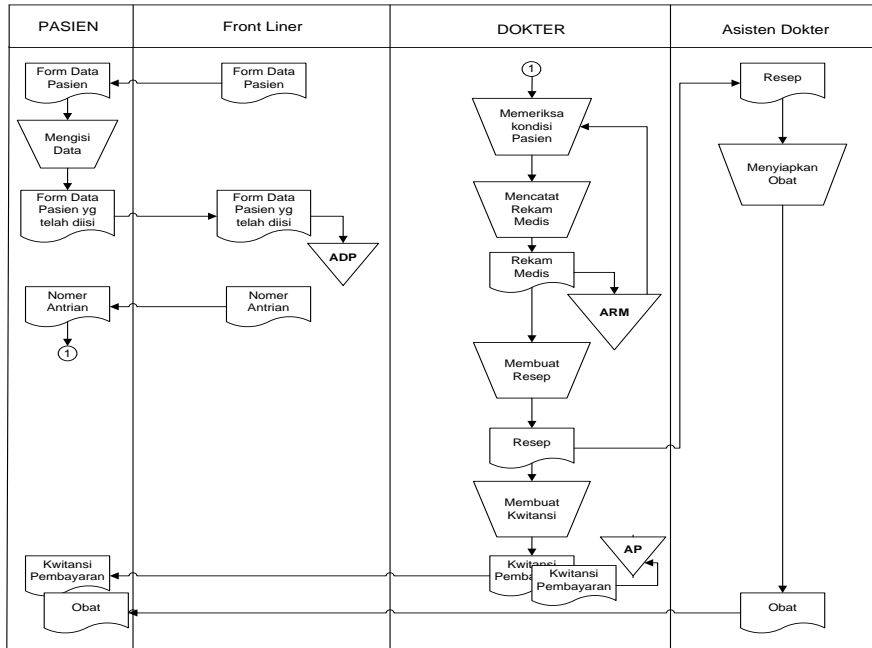 PASIEN
Front Liner
DOKTER
Asisten Dokter
Form Data
Pasien
Form Data
Pasien
1
Resep
Memeriksa
kondisi
Pasien
Mengisi
Data
Menyiapkan
Obat
Form Data
Pasien yg
telah diisi
Form Data
Pasien yg
telah diisi
Mencatat
Rekam
Medis
ADP
Rekam
Medis
Nomer
Antrian
Nomer
Antrian
ARM
1
Membuat
Resep
Resep
Membuat
Kwitansi
AP
Kwitansi
Pembayaran
Kwitansi
Kwitansi
Pembayaran
Obat
Obat